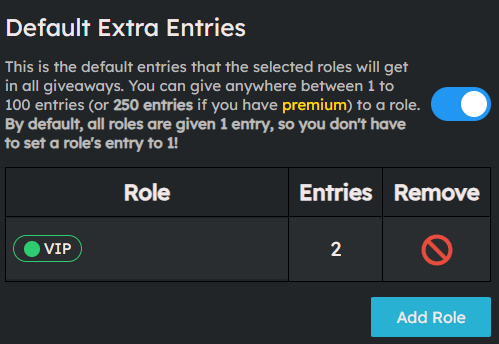 Default Extra Entries
This is the default entries that the selected roles will get
in all giveaways. You can give anywhere between 1 to
100 entries (or 250 entries if you have premium) to a role.
By default, all roles are given 1 entry, so you don't have
to set a role's entry to 1!
Role Entries Remove
VIP 2
Add Role